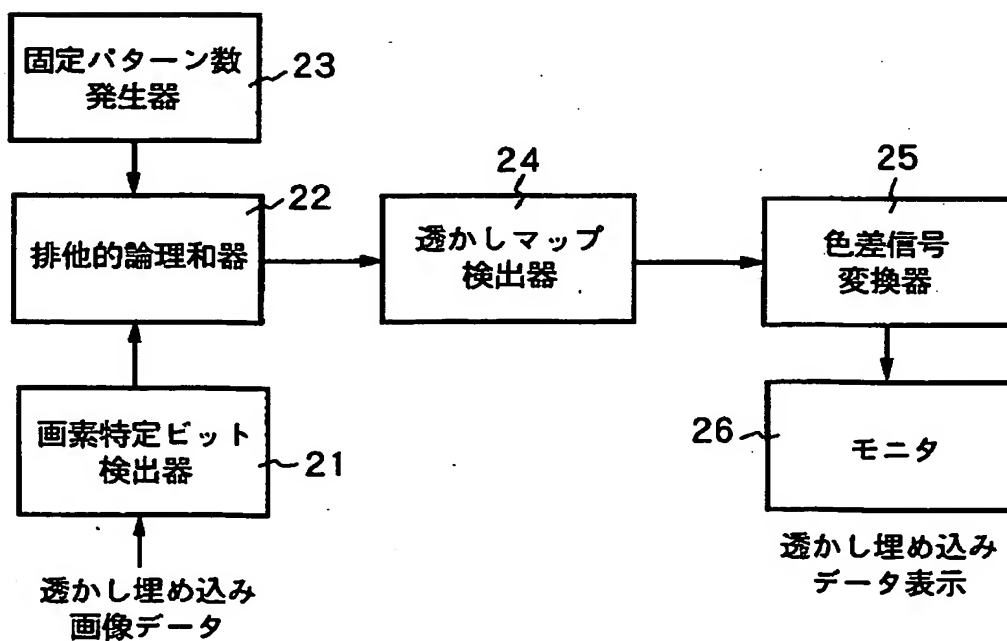 固定パターン数
発生器
23
排他的論理和器
22
画素特定ビット
検出器
21
透かし埋め込み
画像データ
24
透かしマップ
検出器
25
色差信号
変換器
26
モニタ
透かし埋め込み
データ表示